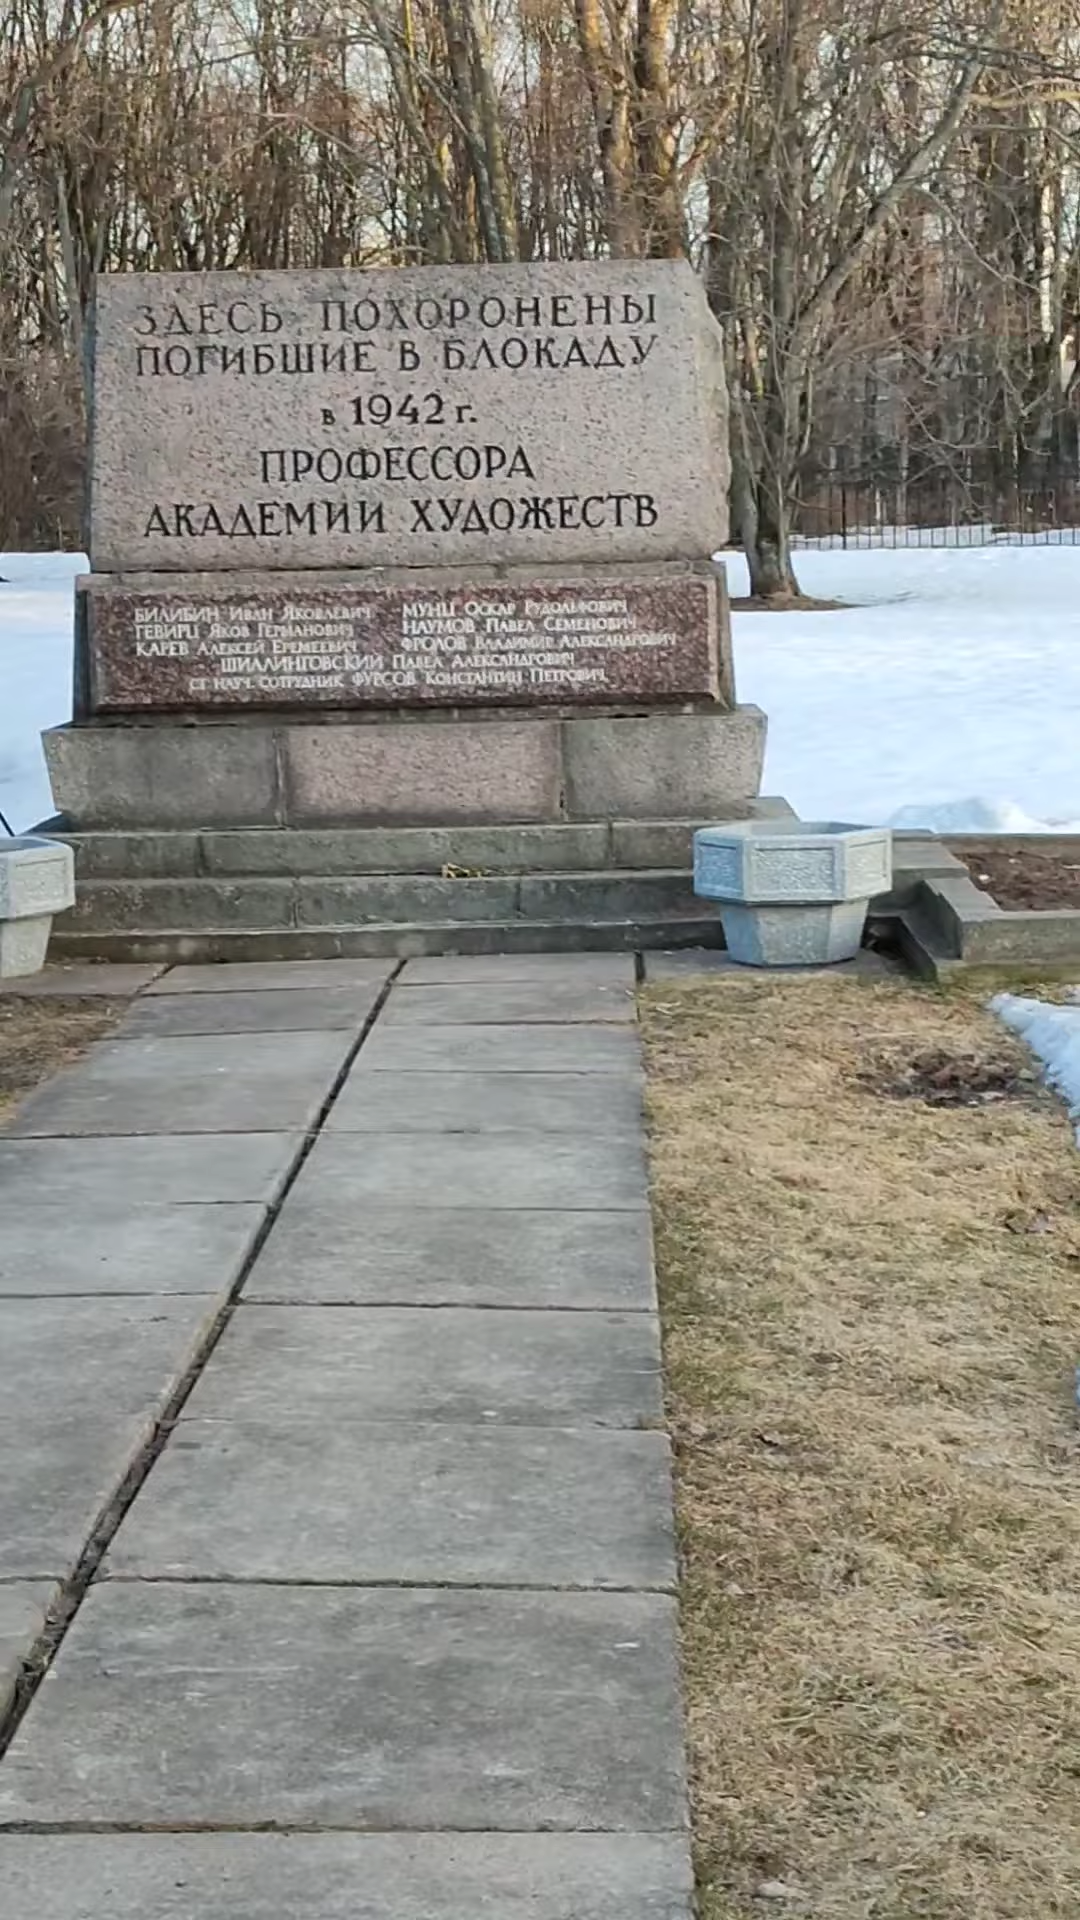 ЗДЕСЬ ПОХОРОНЕНЫ
ПОГИБШИЕ В БЛОКАДУ
в 1942 г.
ПРОФЕССОРА
АКАДЕМИИ ХУДОЖЕСТВ
БИЛИБИН ИВАН ЯКОВЛЕВИЧ МУНЦ ОСКАР РУДОЛЬФОВИЧ
ГЕВИРЦ ЯКОВ ГЕРМАНОВИЧ НАУМОВ ПАВЕЛ СЕМЕНОВИЧ
КАРЕВ АЛЕКСЕЙ ЕРЕМЕЕВИЧ ФРОЛОВ ВЛАДИМИР АЛЕКСАНДРОВИЧ
ШИЛЛИНГОВСКИЙ ПАВЕЛ АЛЕКСАНДРОВИЧ
СТ. НАУЧ. СОТРУДНИК ФУРСОВ КОНСТАНТИН ПЕТРОВИЧ